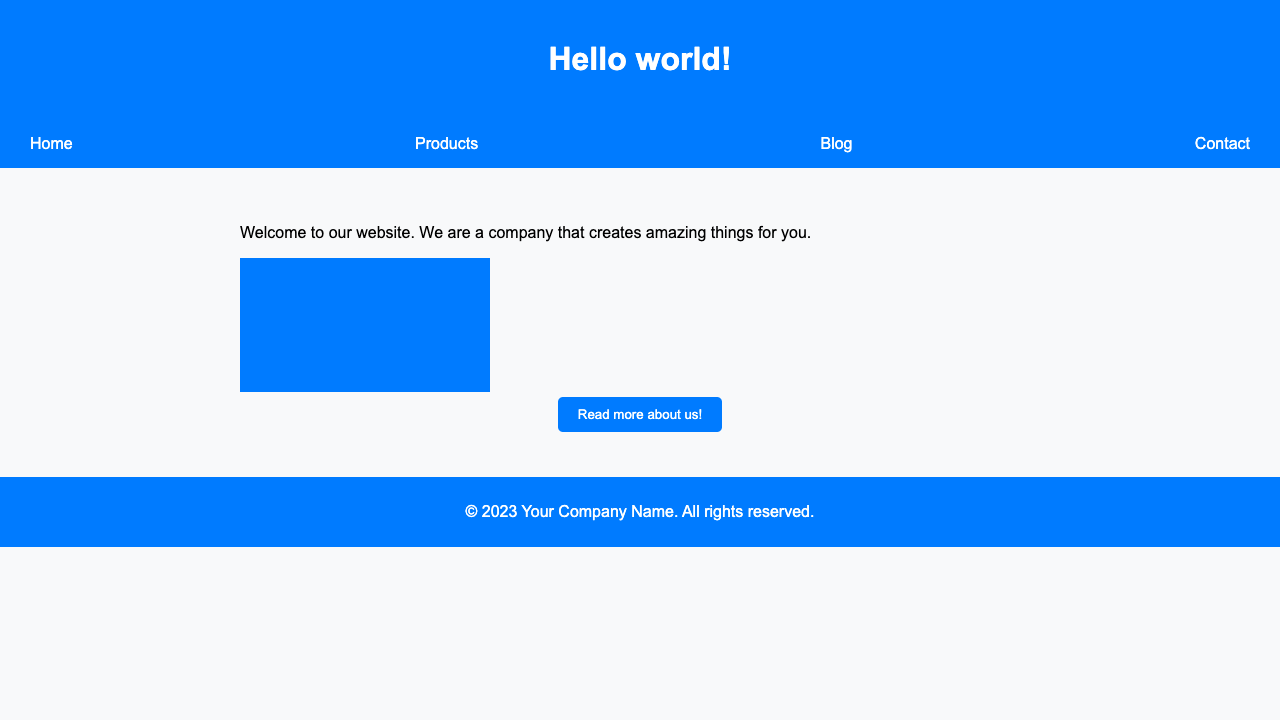 Hello world!
Home Products Blog Contact
Welcome to our website. We are a company that creates amazing things for you.
Read more about us!
© 2023 Your Company Name. All rights reserved.